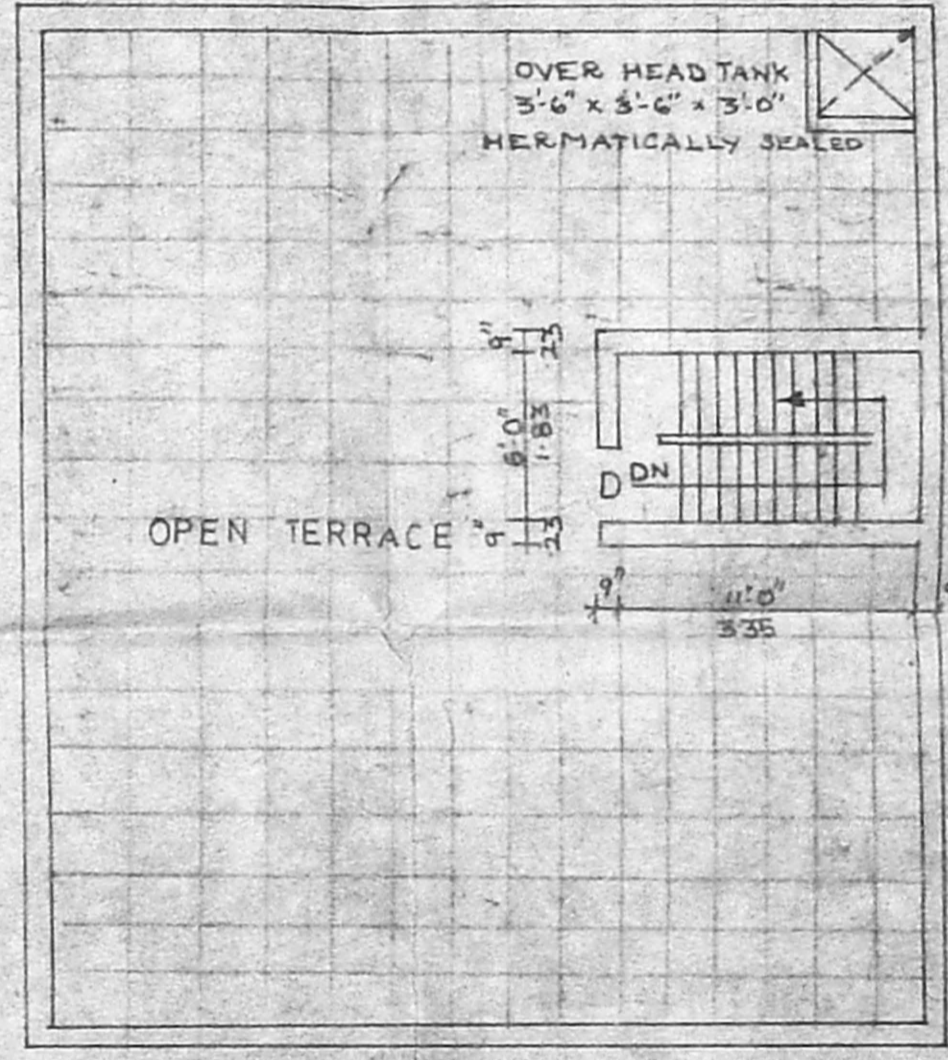 OVER HEAD TANK
3'-6" x 3'-6" x 3'-0"
HERMATICALLY SEALED
9"
.23
6'-0"
1.83
D
DN
OPEN TERRACE
9"
.23
9"
11'-0"
3.35